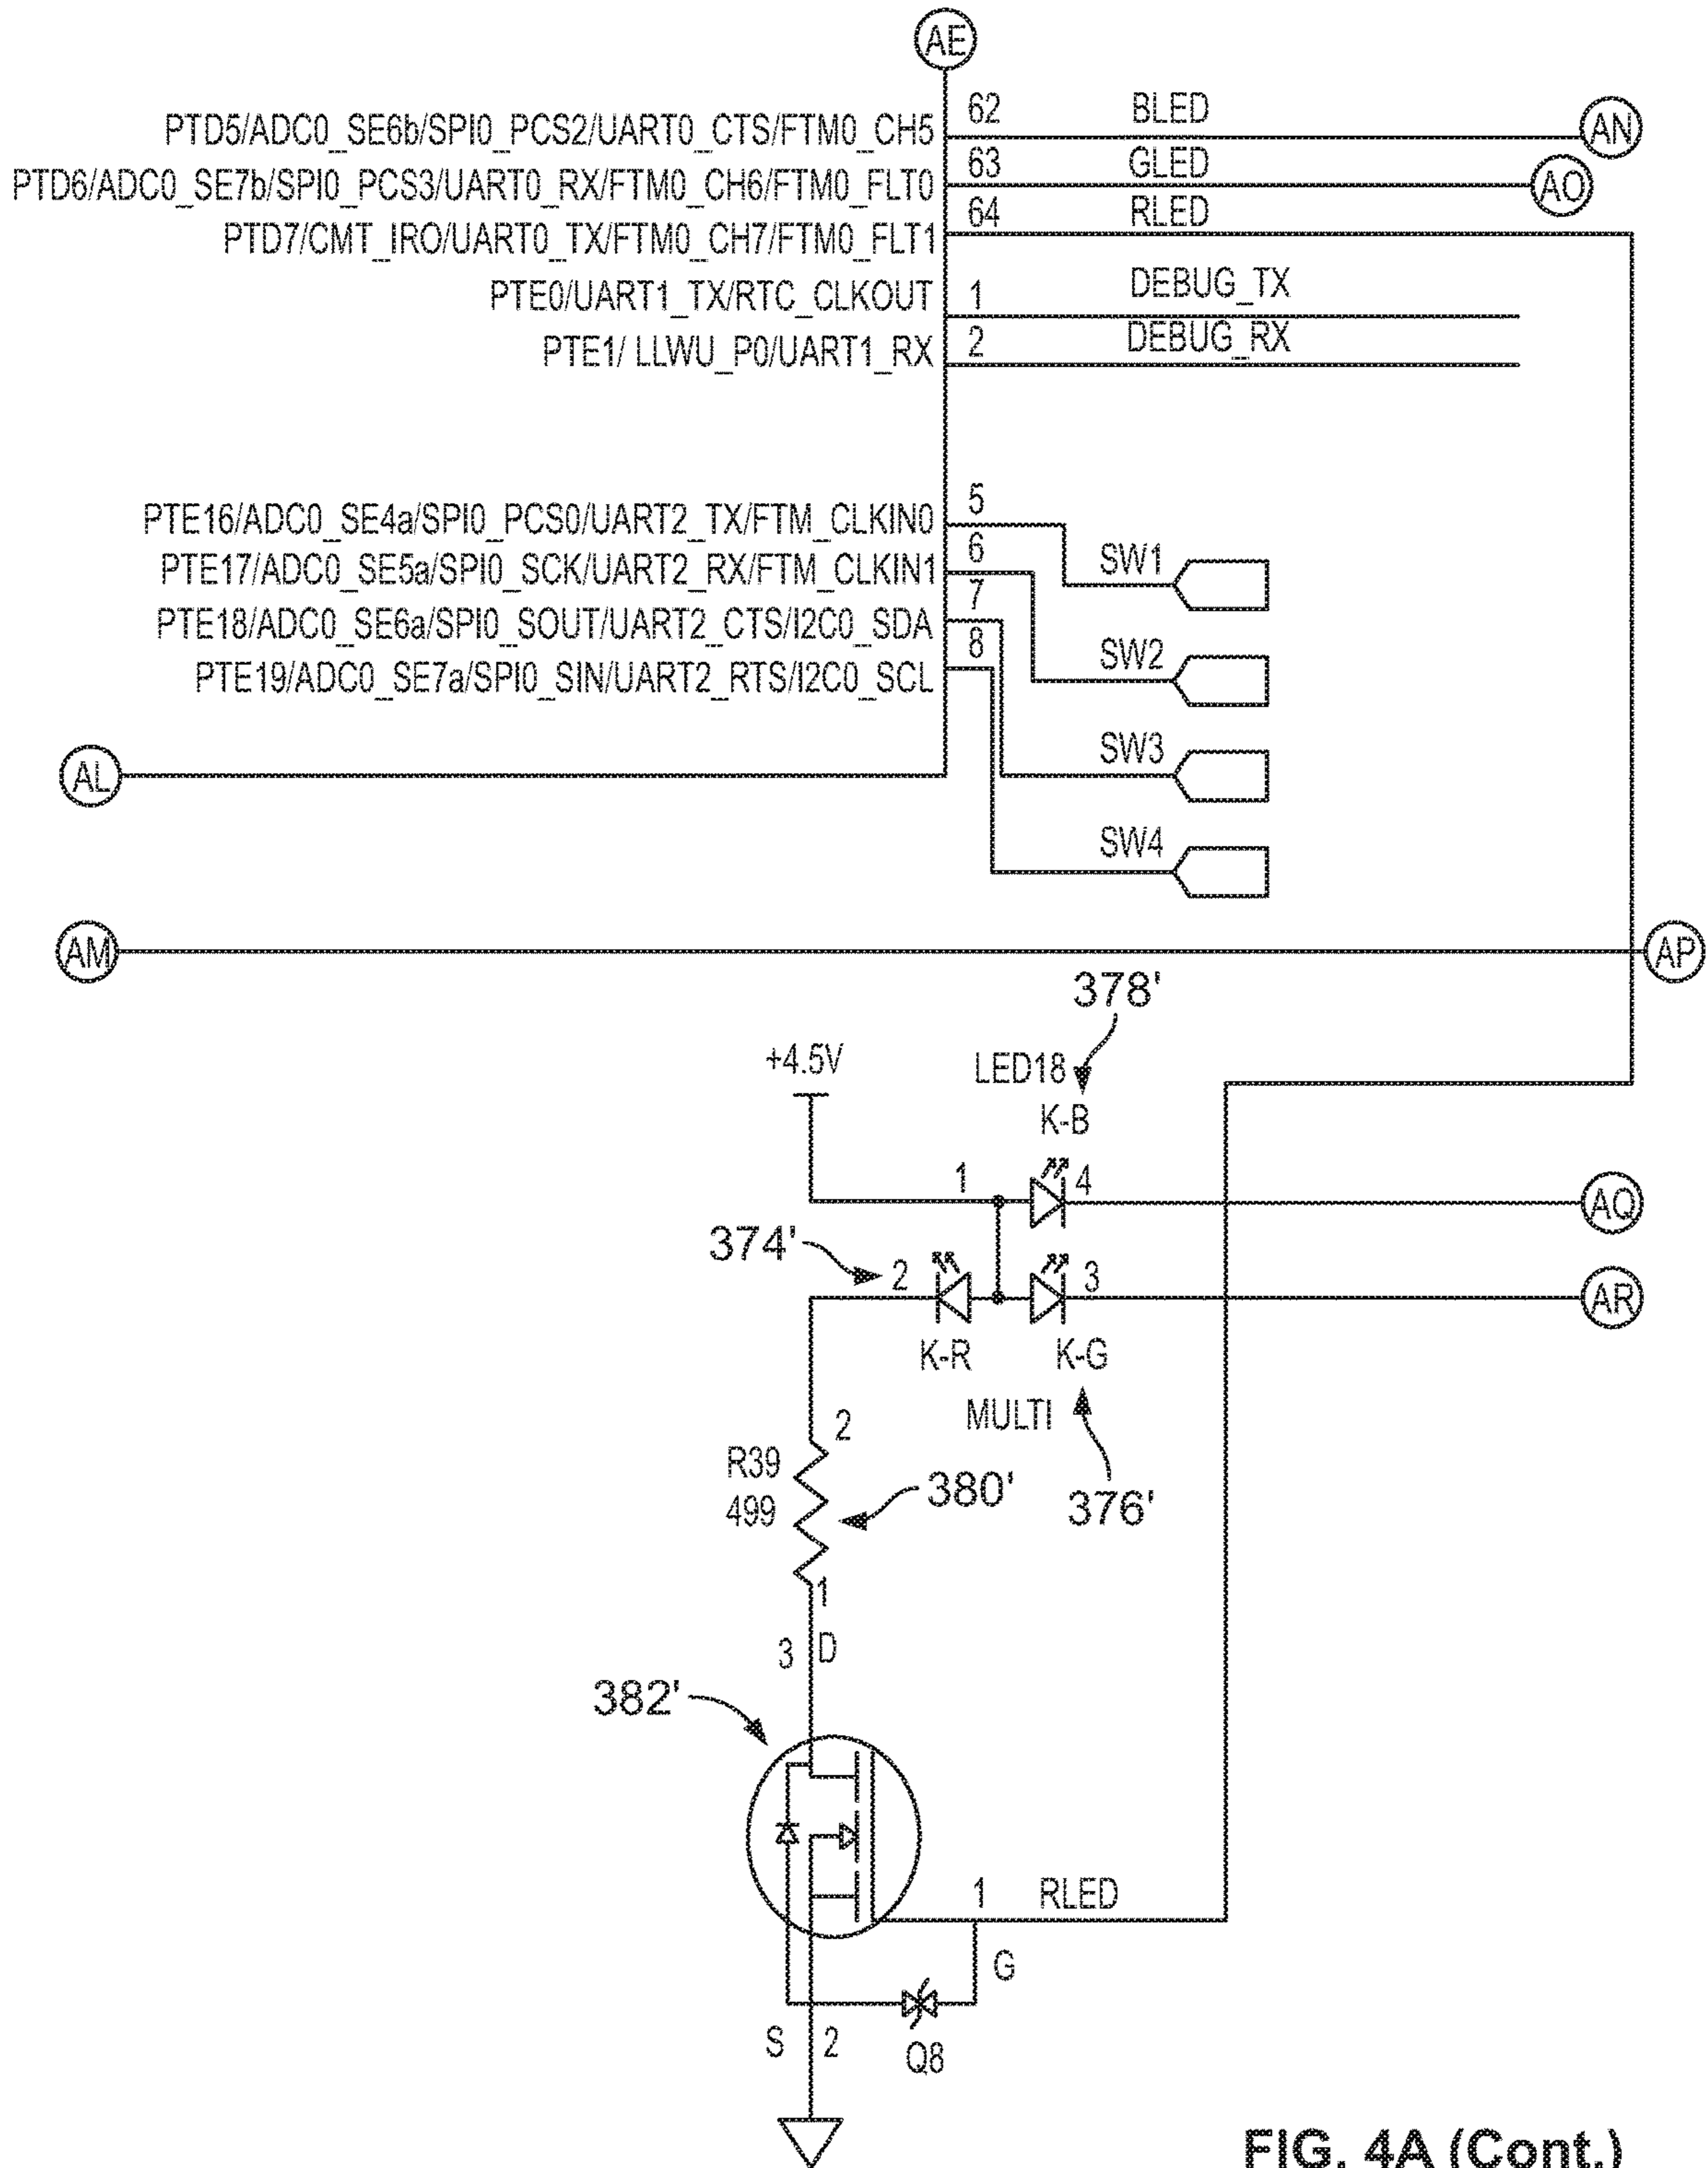 AE
62 BLED
PTD5/ADC0_SE6b/SPI0_PCS2/UART0_CTS/FTM0_CH5
AN
63 GLED
PTD6/ADC0_SE7b/SPI0_PCS3/UART0_RX/FTM0_CH6/FTM0_FLT0
AO
64 RLED
PTD7/CMT_IRO/UART0_TX/FTM0_CH7/FTM0_FLT1
PTE0/UART1_TX/RTC_CLKOUT
1 DEBUG_TX
PTE1/ LLWU_P0/UART1_RX
2 DEBUG_RX
5
PTE16/ADC0_SE4a/SPI0_PCS0/UART2_TX/FTM_CLKIN0
6
SW1
PTE17/ADC0_SE5a/SPI0_SCK/UART2_RX/FTM_CLKIN1
7
PTE18/ADC0_SE6a/SPI0_SOUT/UART2_CTS/I2C0_SDA
8
SW2
PTE19/ADC0_SE7a/SPI0_SIN/UART2_RTS/I2C0_SCL
SW3
AL
SW4
AM
AP
378'
+4.5V
LED18
K-B
1
4
AQ
374'
2
3
AR
K-R
K-G
MULTI
2
R39
499
380'
376'
1
3 D
382'
1 RLED
G
S 2
Q8
FIG. 4A (Cont.)